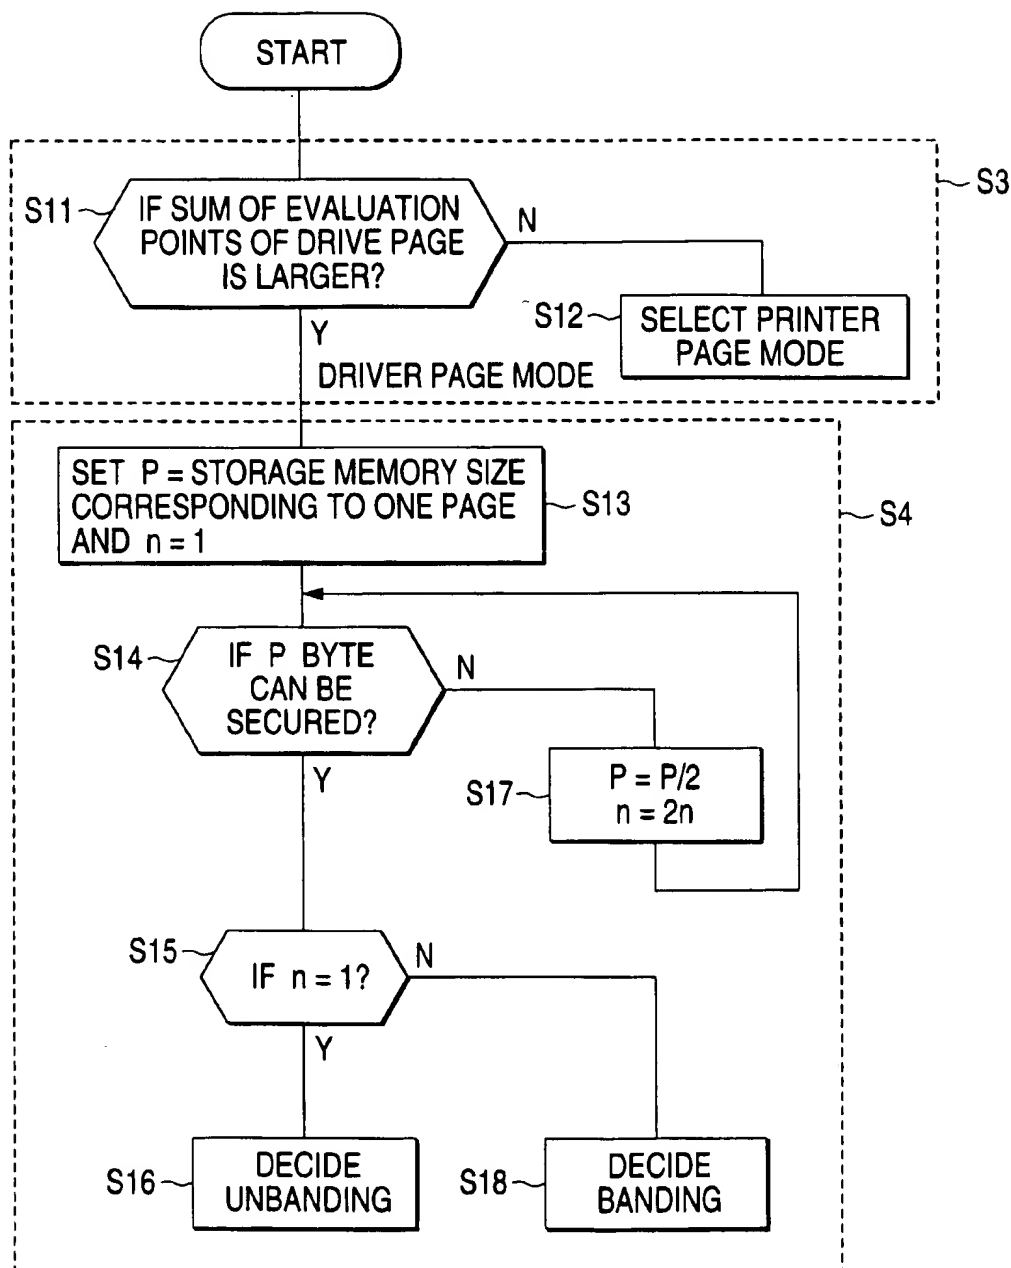 START
S3
S11
IF SUM OF EVALUATION
POINTS OF DRIVE PAGE
IS LARGER?
N
S12
SELECT PRINTER
PAGE MODE
Y
DRIVER PAGE MODE
SET P = STORAGE MEMORY SIZE
CORRESPONDING TO ONE PAGE
AND n = 1
S13
S4
S14
IF P BYTE
CAN BE
SECURED?
N
Y
S17
P = P/2
n = 2n
S15
IF n = 1?
N
Y
S16
DECIDE
UNBANDING
S18
DECIDE
BANDING